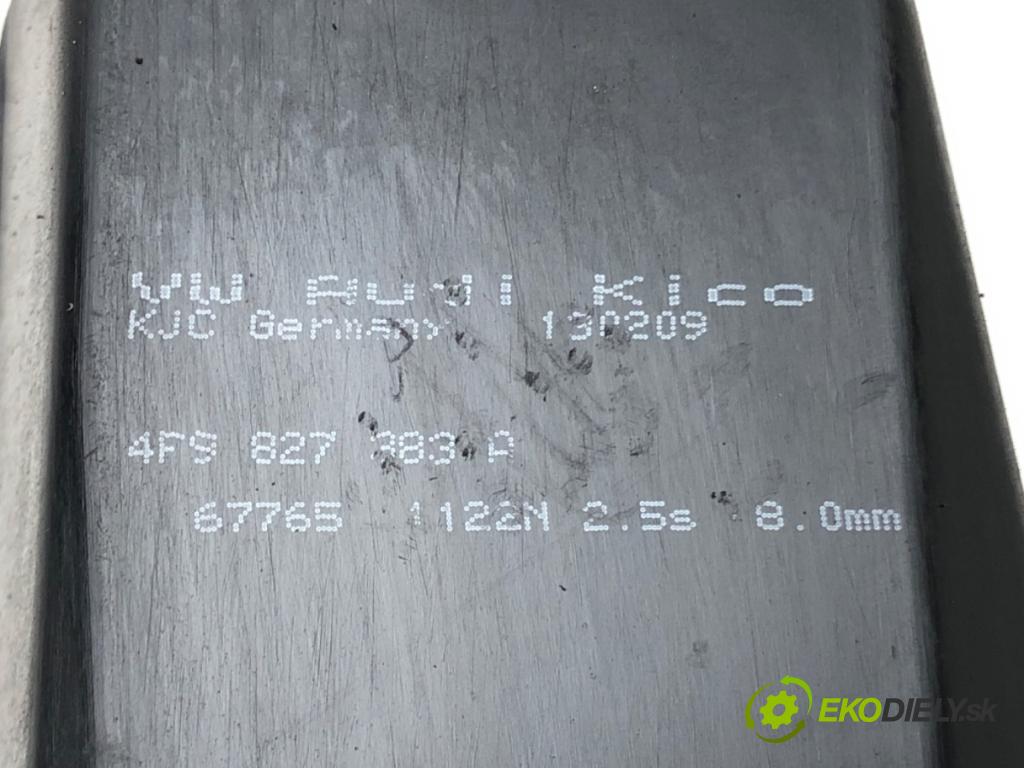 VW Audi Kico
KJC Germany 130209
4F9 827 383 A
67765 1122N 2.5s 8.0mm
EKODIELY.sk